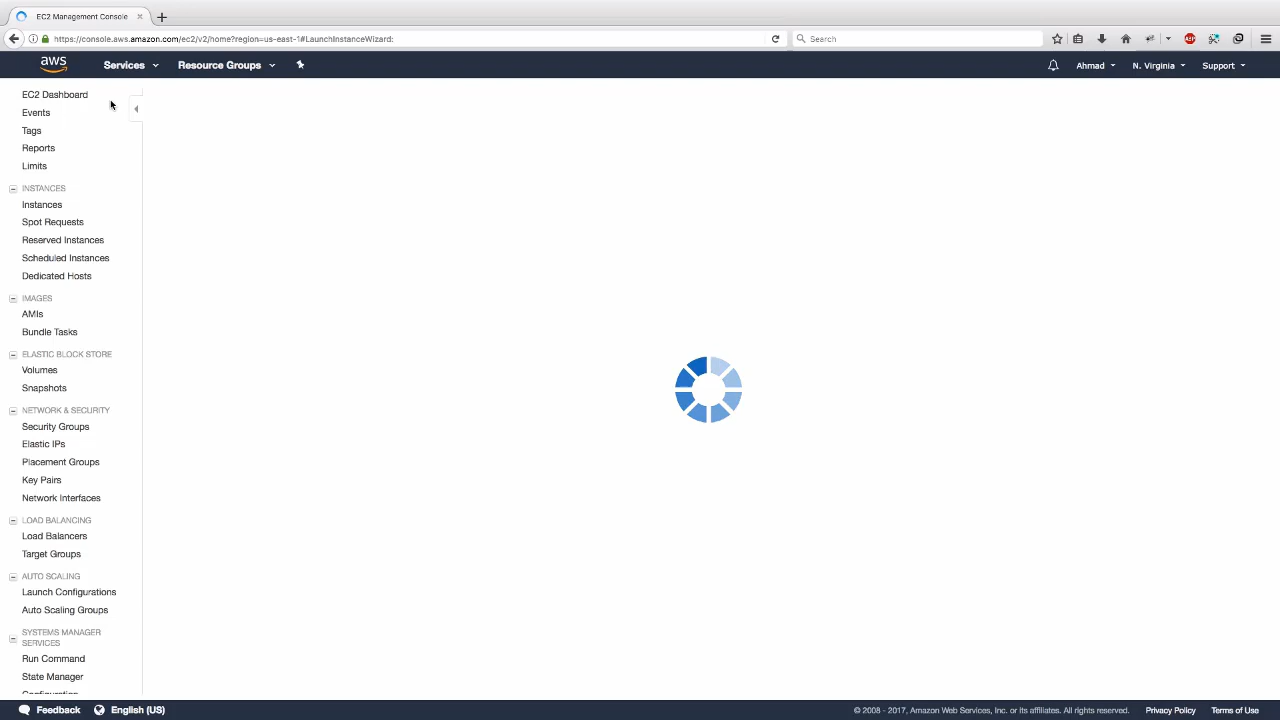 EC2 Management Console
https://console.aws.amazon.com/ec2/v2/home?region=us-east-1#LaunchInstanceWizard:
Search
ABP
aws
Services
Resource Groups
Ahmad
N. Virginia
Support
EC2 Dashboard
Events
Tags
Reports
Limits
INSTANCES
Instances
Spot Requests
Reserved Instances
Scheduled Instances
Dedicated Hosts
IMAGES
AMIs
Bundle Tasks
ELASTIC BLOCK STORE
Volumes
Snapshots
NETWORK & SECURITY
Security Groups
Elastic IPs
Placement Groups
Key Pairs
Network Interfaces
LOAD BALANCING
Load Balancers
Target Groups
AUTO SCALING
Launch Configurations
Auto Scaling Groups
SYSTEMS MANAGER
SERVICES
Run Command
State Manager
Configuration
Feedback
English (US)
© 2008 - 2017, Amazon Web Services, Inc. or its affiliates. All rights reserved.
Privacy Policy
Terms of Use